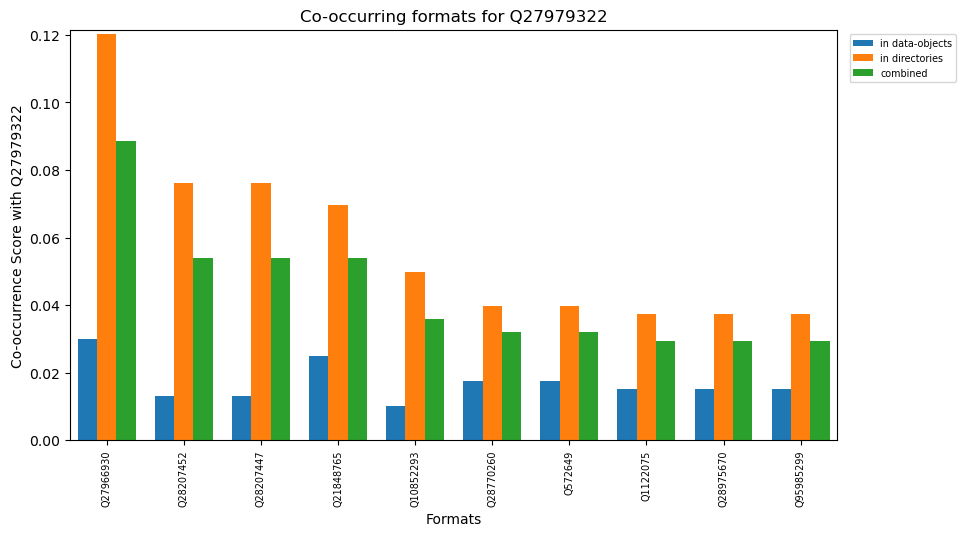 Co-occurring formats for Q27979322
in data-objects
in directories
combined
Co-occurrence Score with Q27979322
0.12
0.10
0.08
0.06
0.04
0.02
0.00
Q27966930
Q28207452
Q28207447
Q21848765
Q10852293
Q28770260
Q572649
Q1122075
Q28975670
Q95985299
Formats